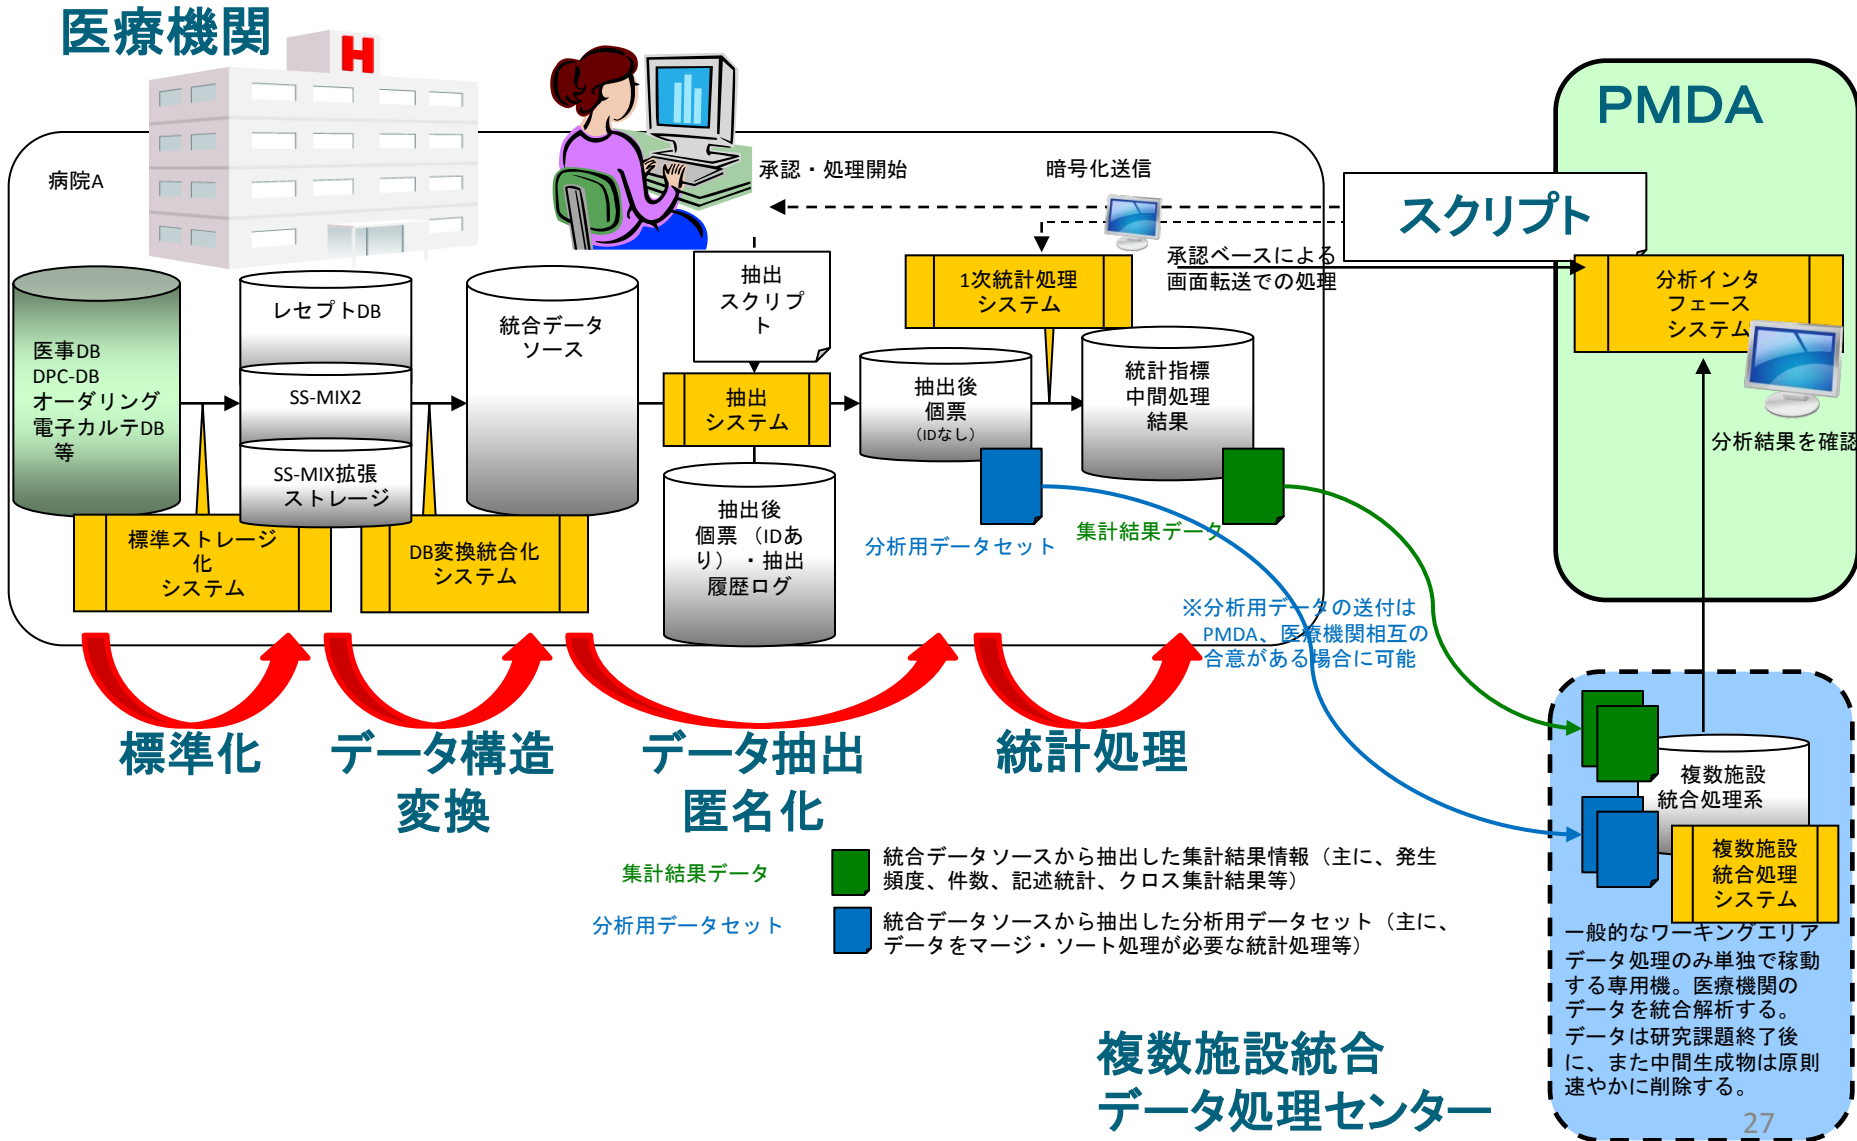 医療機関
H
病院A
承認・処理開始
暗号化送信
スクリプト
PMDA
承認ベースによる
画面転送での処理
医事DB
DPC-DB
オーダリング
電子カルテDB
等
レセプトDB
SS-MIX2
SS-MIX拡張
ストレージ
統合データ
ソース
抽出
スクリプ
ト
抽出
システム
抽出後
個票 (IDあ
り) ・抽出
履歴ログ
1次統計処理
システム
抽出後
個票
(IDなし)
統計指標
中間処理
結果
分析インタ
フェース
システム
分析結果を確認
標準ストレージ
化
システム
DB変換統合化
システム
分析用データセット
集計結果データ
※分析用データの送付は
PMDA、医療機関相互の
合意がある場合に可能
標準化
データ構造
変換
データ抽出
匿名化
統計処理
集計結果データ
統合データソースから抽出した集計結果情報（主に、発生
頻度、件数、記述統計、クロス集計結果等）
分析用データセット
統合データソースから抽出した分析用データセット（主に、
データをマージ・ソート処理が必要な統計処理等）
複数施設
統合処理系
複数施設
統合処理
システム
一般的なワーキングエリア
データ処理のみ単独で稼動
する専用機。医療機関の
データを統合解析する。
データは研究課題終了後
に、また中間生成物は原則
速やかに削除する。
複数施設統合
データ処理センター
27